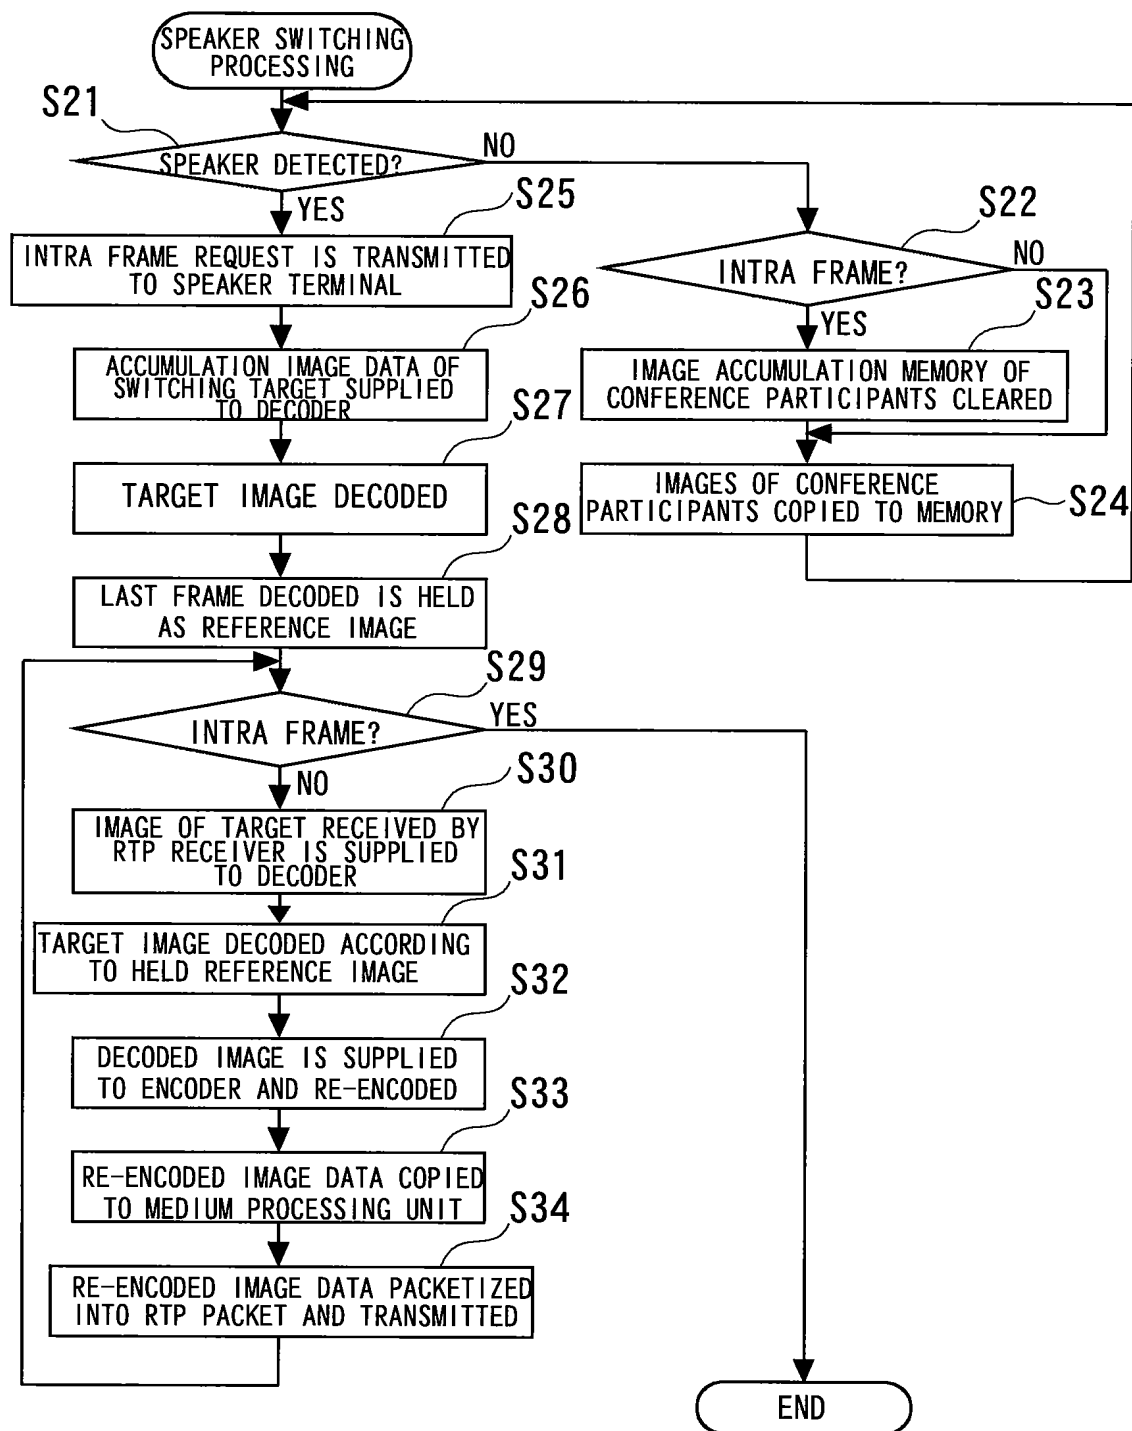 SPEAKER SWITCHING
PROCESSING
S21
SPEAKER DETECTED?
NO
YES
S25
INTRA FRAME REQUEST IS TRANSMITTED
TO SPEAKER TERMINAL
S22
INTRA FRAME?
NO
YES
S23
IMAGE ACCUMULATION MEMORY OF
CONFERENCE PARTICIPANTS CLEARED
IMAGES OF CONFERENCE
PARTICIPANTS COPIED TO MEMORY
S24
S26
ACCUMULATION IMAGE DATA OF
SWITCHING TARGET SUPPLIED
TO DECODER
S27
TARGET IMAGE DECODED
S28
LAST FRAME DECODED IS HELD
AS REFERENCE IMAGE
S29
INTRA FRAME?
YES
NO
S30
IMAGE OF TARGET RECEIVED BY
RTP RECEIVER IS SUPPLIED
TO DECODER
S31
TARGET IMAGE DECODED ACCORDING
TO HELD REFERENCE IMAGE
S32
DECODED IMAGE IS SUPPLIED
TO ENCODER AND RE-ENCODED
S33
RE-ENCODED IMAGE DATA COPIED
TO MEDIUM PROCESSING UNIT
S34
RE-ENCODED IMAGE DATA PACKETIZED
INTO RTP PACKET AND TRANSMITTED
END